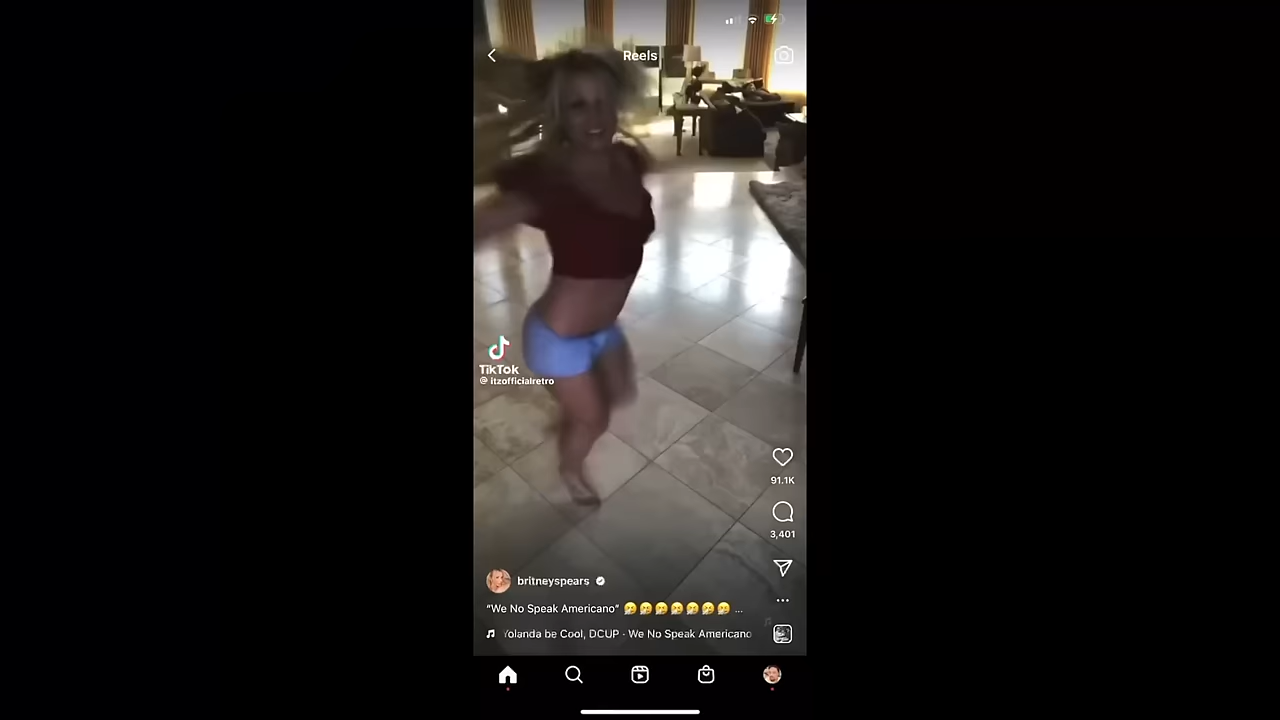 Reels
TikTok
@ itzofficialretro
91.1K
3,401
britneyspears
“We No Speak Americano” 🤧🤧🤧🤧🤧🤧🤧 ...
Yolanda be Cool, DCUP · We No Speak Americano